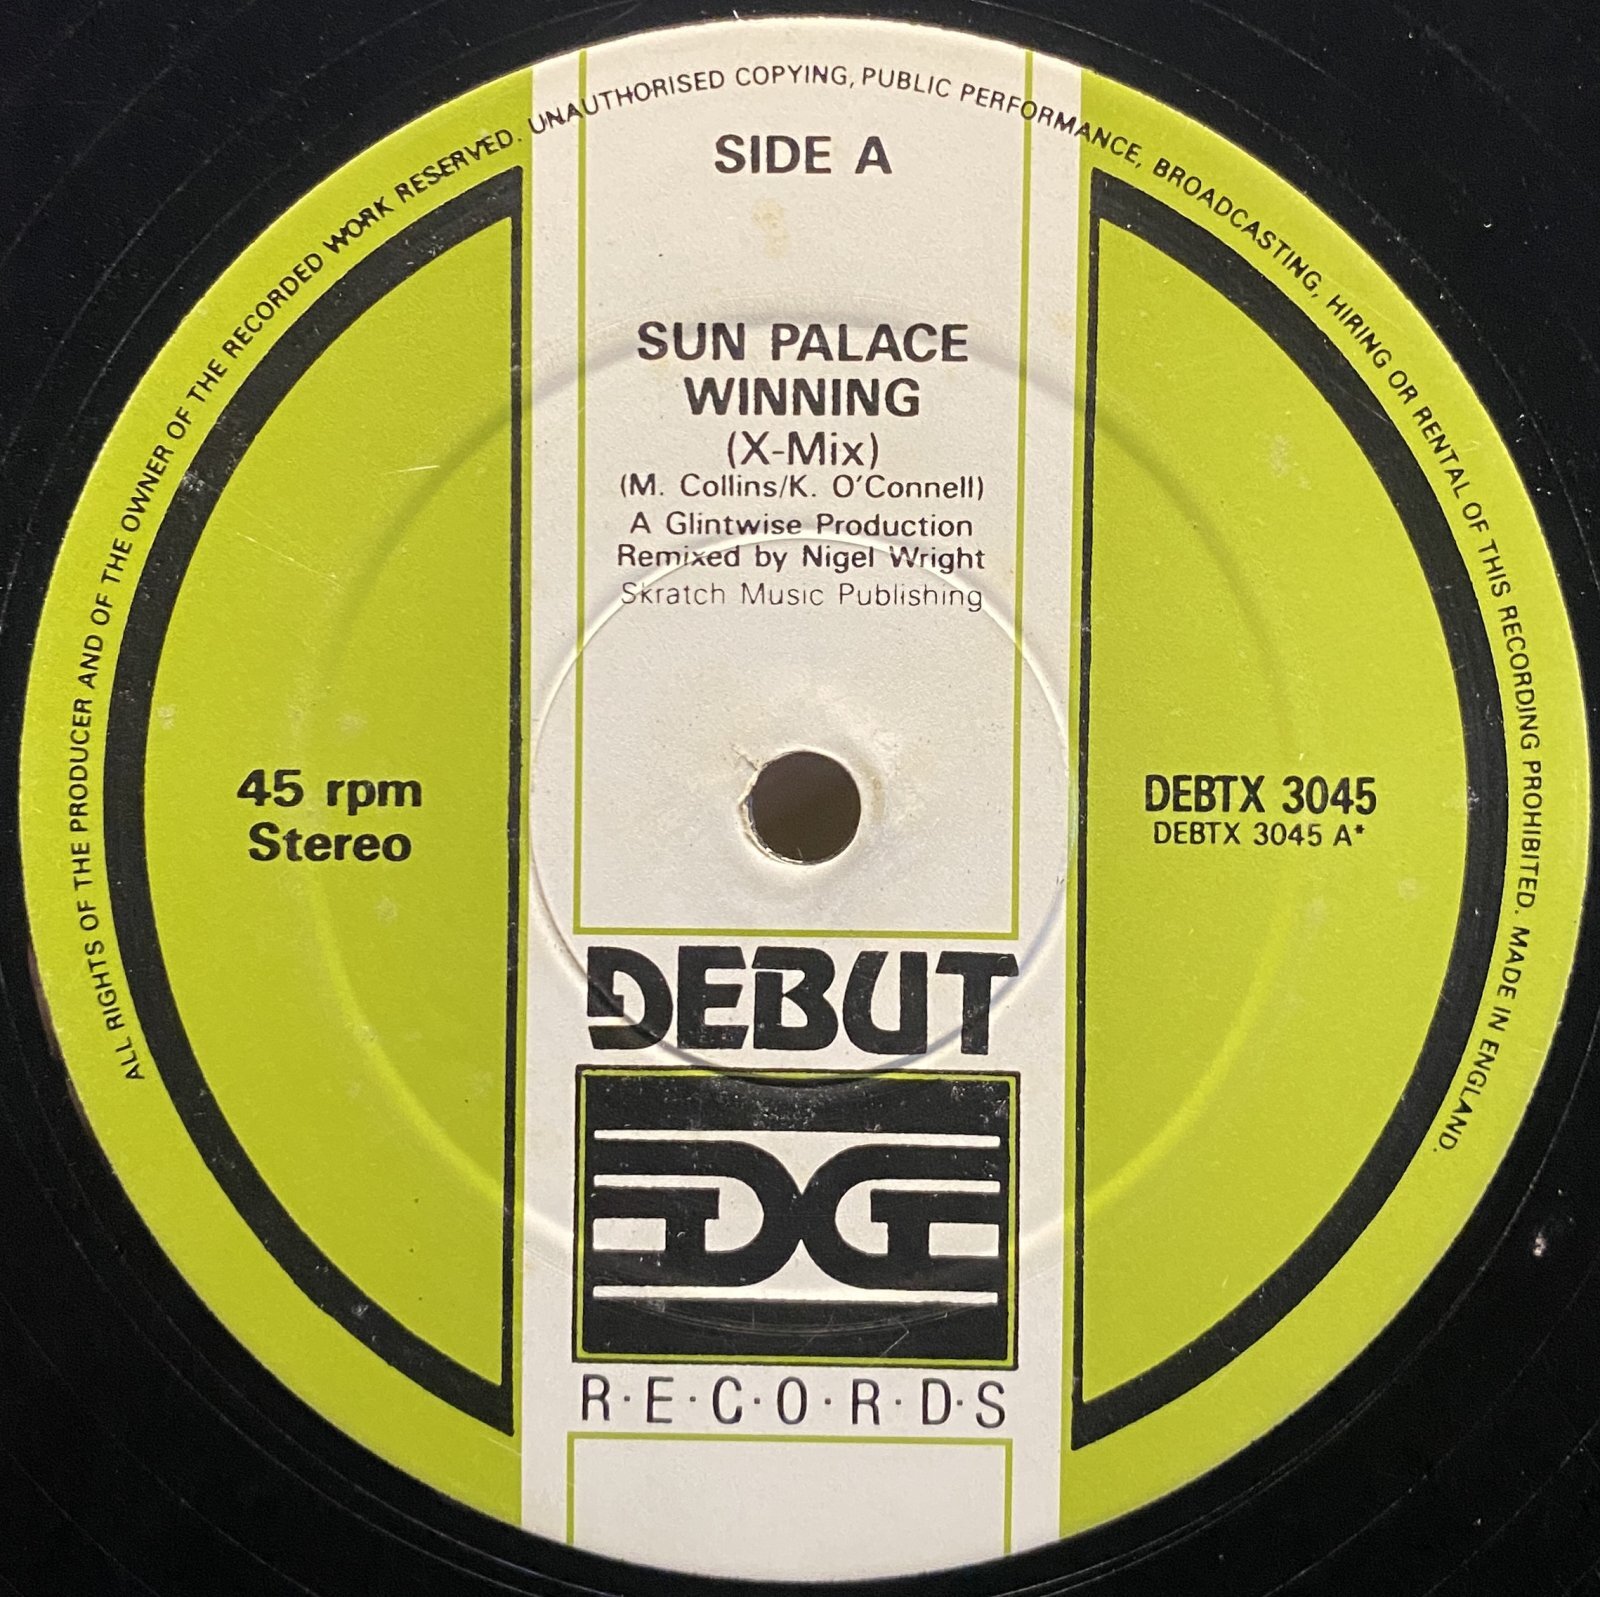 ALL RIGHTS OF THE PRODUCER AND OF THE OWNER OF THE RECORDED WORK RESERVED. UNAUTHORISED COPYING, PUBLIC PERFORMANCE, BROADCASTING, HIRING OR RENTAL OF THIS RECORDING PROHIBITED. MADE IN ENGLAND.
SIDE A
SUN PALACE
WINNING
(X-Mix)
(M. Collins/K. O'Connell)
A Glintwise Production
Remixed by Nigel Wright
Skratch Music Publishing
45 rpm
Stereo
DEBTX 3045
DEBTX 3045 A*
DEBUT
R·E·C·O·R·D·S